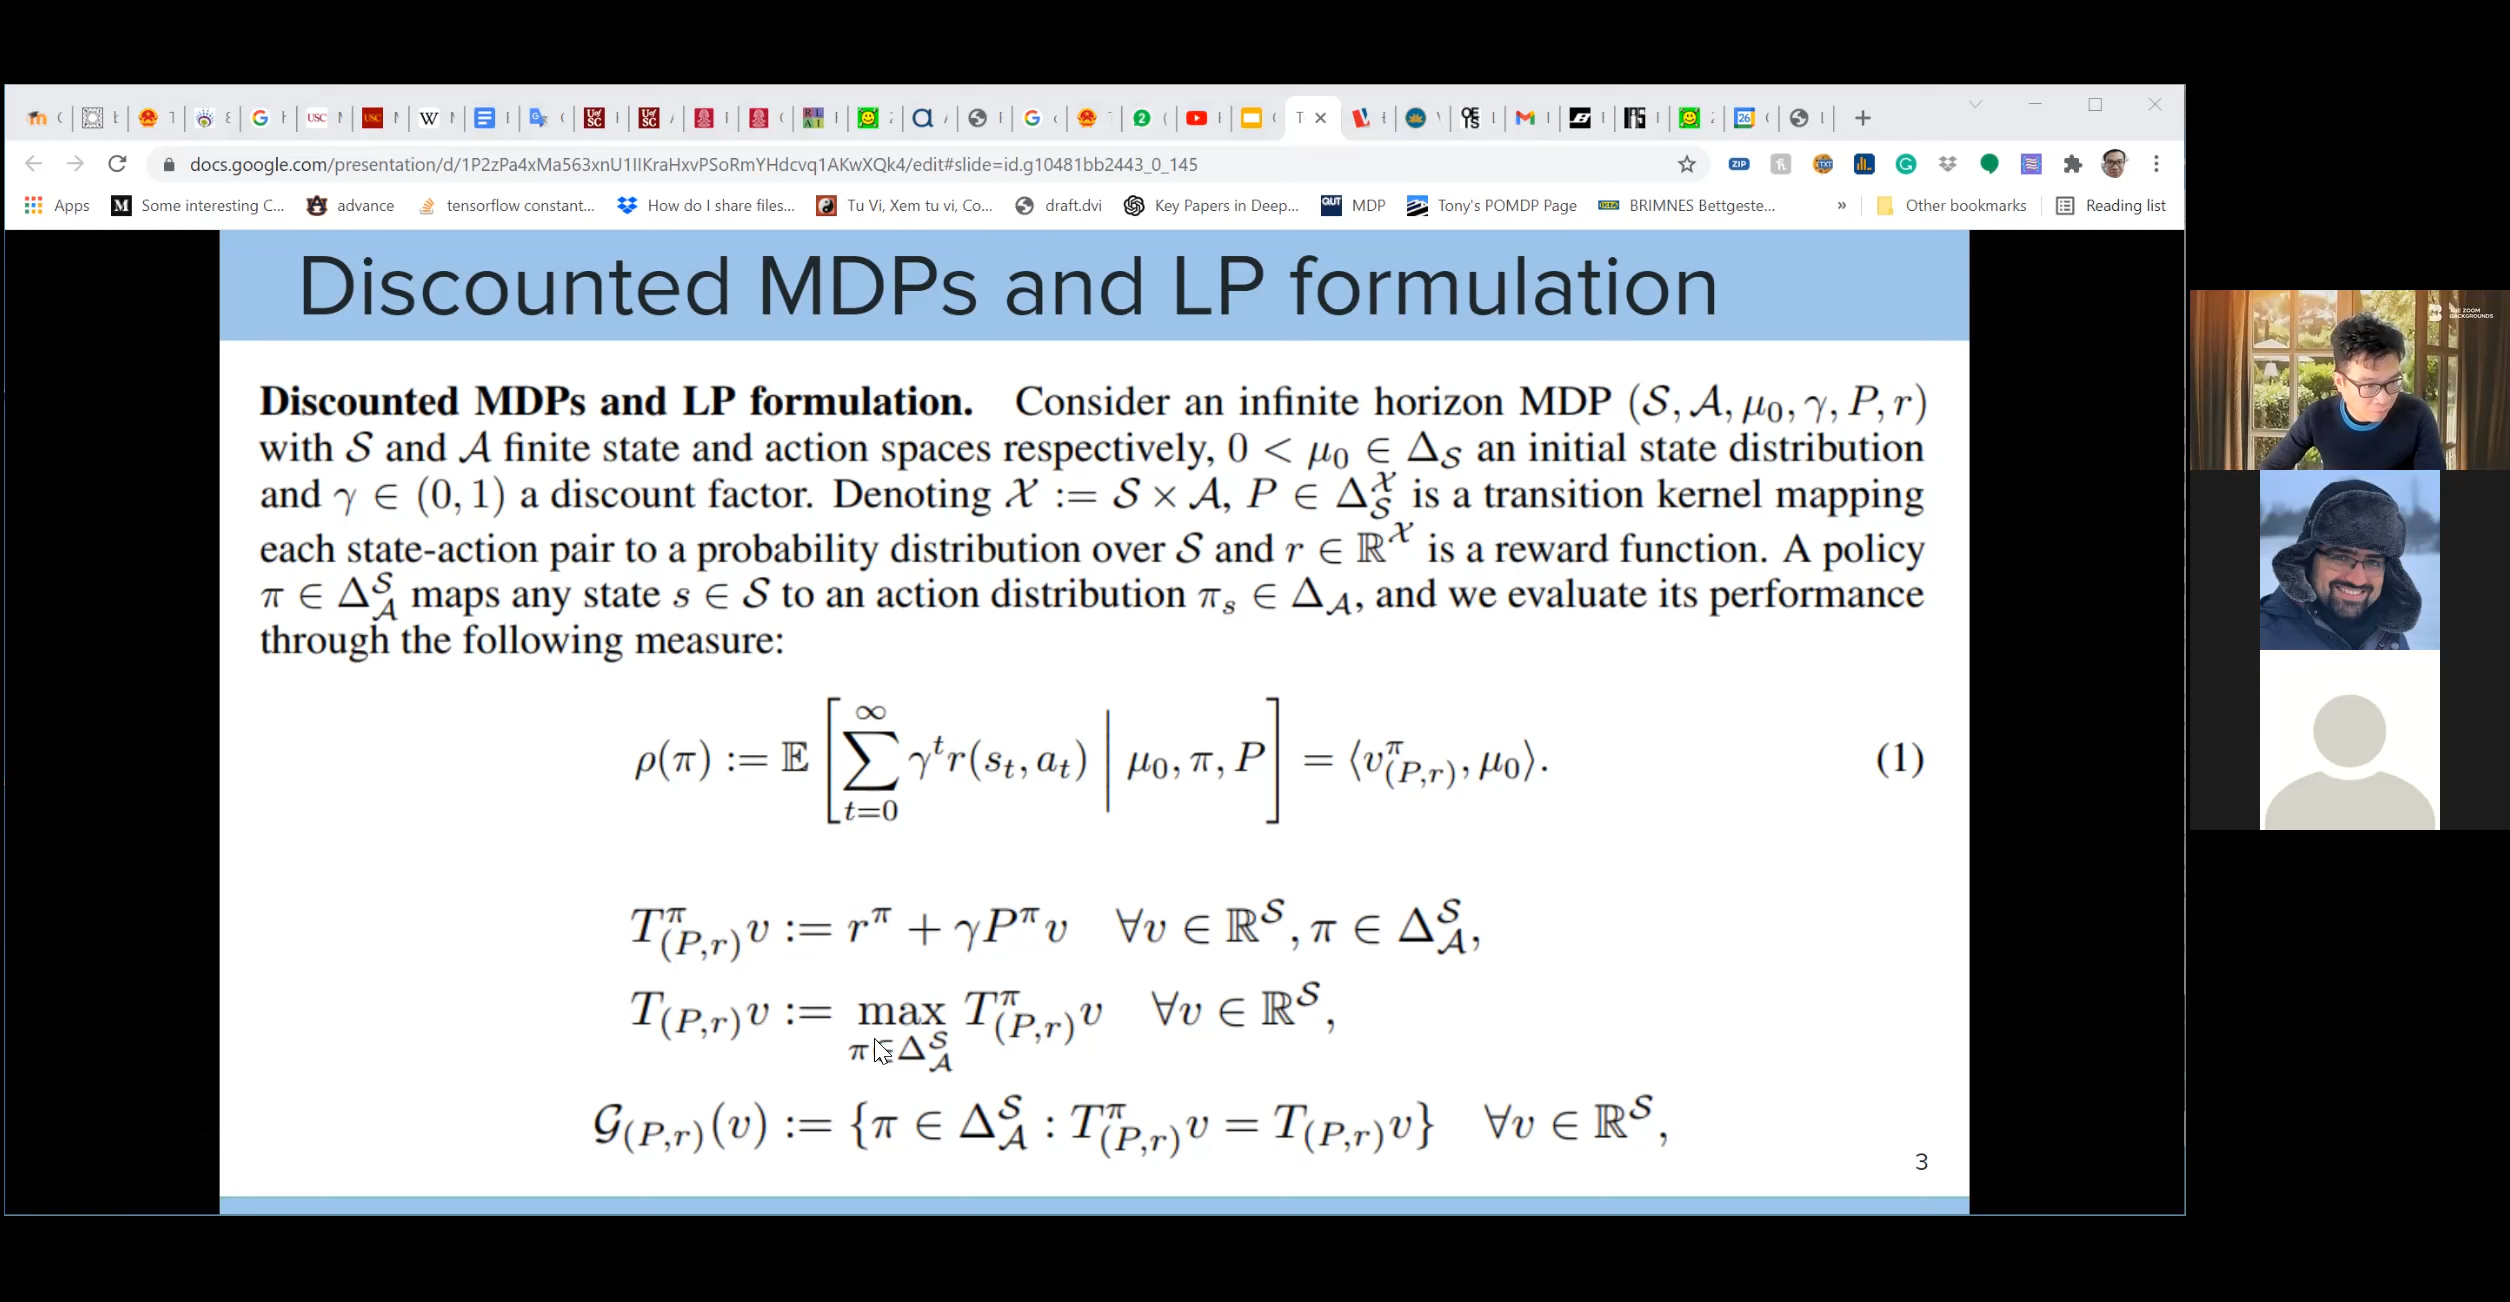 docs.google.com/presentation/d/1P2zPa4xMa563xnU1IIKraHxvPSoRmYHdcvq1AKwXQk4/edit#slide=id.g10481bb2443_0_145
Apps Some interesting C... advance tensorflow constant... How do I share files... Tu Vi, Xem tu vi, Co... draft.dvi Key Papers in Deep... MDP Tony's POMDP Page BRIMNES Bettgeste... » Other bookmarks Reading list
Discounted MDPs and LP formulation
Discounted MDPs and LP formulation. Consider an infinite horizon MDP (𝒮, 𝒜, μ₀, γ, P, r)
with 𝒮 and 𝒜 finite state and action spaces respectively, 0 < μ₀ ∈ Δ_𝒮 an initial state distribution
and γ ∈ (0, 1) a discount factor. Denoting 𝒳 := 𝒮 × 𝒜, P ∈ Δ_𝒮^𝒳 is a transition kernel mapping
each state-action pair to a probability distribution over 𝒮 and r ∈ ℝ^𝒳 is a reward function. A policy
π ∈ Δ_𝒜^𝒮 maps any state s ∈ 𝒮 to an action distribution π_s ∈ Δ_𝒜, and we evaluate its performance
through the following measure:
ρ(π) := 𝔼 [ ∑_{t=0}^{∞} γ^t r(s_t, a_t) | μ₀, π, P ] = ⟨v^π_{(P,r)}, μ₀⟩. (1)
T^π_{(P,r)} v := r^π + γP^π v ∀v ∈ ℝ^𝒮, π ∈ Δ_𝒜^𝒮,
T_{(P,r)} v := max_{π∈Δ_𝒜^𝒮} T^π_{(P,r)} v ∀v ∈ ℝ^𝒮,
𝒢_{(P,r)}(v) := {π ∈ Δ_𝒜^𝒮 : T^π_{(P,r)} v = T_{(P,r)} v} ∀v ∈ ℝ^𝒮,
3